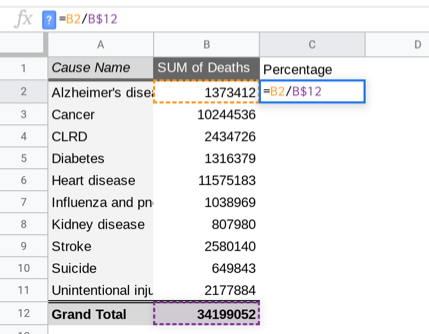 fx ? =B2/B$12
A B C D
1 Cause Name SUM of Deaths Percentage
2 Alzheimer's disea 1373412 =B2/B$12
3 Cancer 10244536
4 CLRD 2434726
5 Diabetes 1316379
6 Heart disease 11575183
7 Influenza and pn 1038969
8 Kidney disease 807980
9 Stroke 2580140
10 Suicide 649843
11 Unintentional inju 2177884
12 Grand Total 34199052